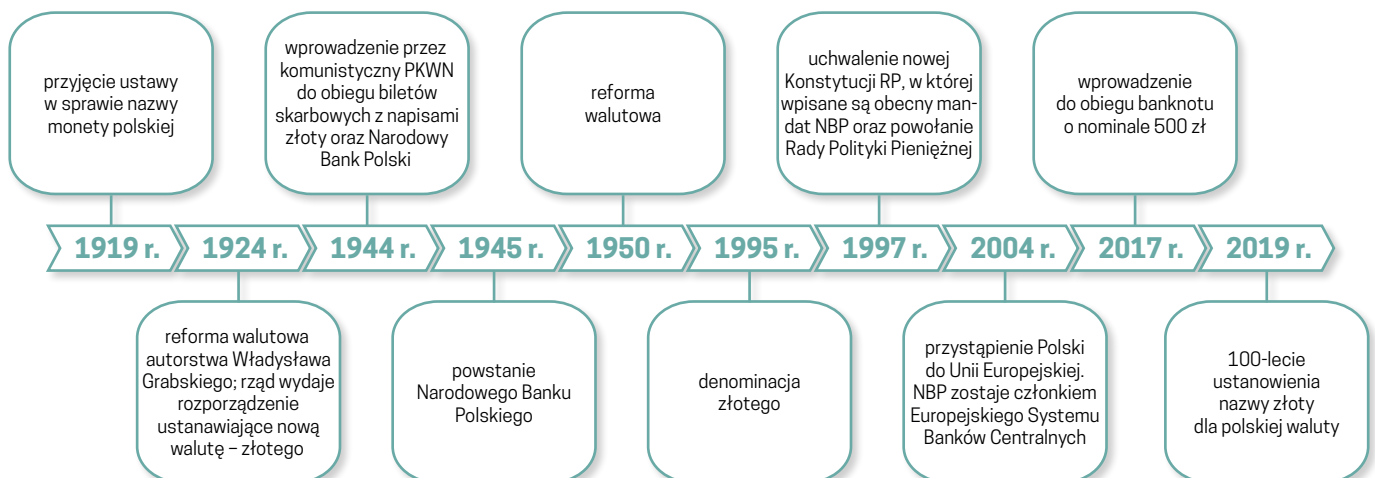 przyjęcie ustawy
w sprawie nazwy
monety polskiej
wprowadzenie przez
komunistyczny PKWN
do obiegu biletów
skarbowych z napisami
złoty oraz Narodowy
Bank Polski
reforma
walutowa
uchwalenie nowej
Konstytucji RP, w której
wpisane są obecny man-
dat NBP oraz powołanie
Rady Polityki Pieniężnej
wprowadzenie
do obiegu banknotu
o nominale 500 zł
1919 r. 1924 r. 1944 r. 1945 r. 1950 r. 1995 r. 1997 r. 2004 r. 2017 r. 2019 r.
reforma walutowa
autorstwa Władysława
Grabskiego; rząd wydaje
rozporządzenie
ustanawiające nową
walutę – złotego
powstanie
Narodowego Banku
Polskiego
denominacja
złotego
przystąpienie Polski
do Unii Europejskiej.
NBP zostaje członkiem
Europejskiego Systemu
Banków Centralnych
100-lecie
ustanowienia
nazwy złoty
dla polskiej waluty